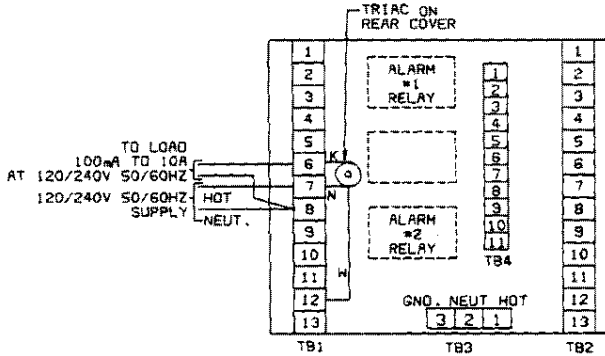 TRIAC ON
REAR COVER
1
2
3
4
5
6
7
8
9
10
11
12
13
TB1
TO LOAD
100mA TO 10A
AT 120/240V 50/60HZ
120/240V 50/60HZ
SUPPLY
HOT
NEUT.
K
N
W
ALARM
#1
RELAY
ALARM
#2
RELAY
1
2
3
4
5
6
7
8
9
10
11
TB4
GND. NEUT HOT
3 2 1
TB3
1
2
3
4
5
6
7
8
9
10
11
12
13
TB2